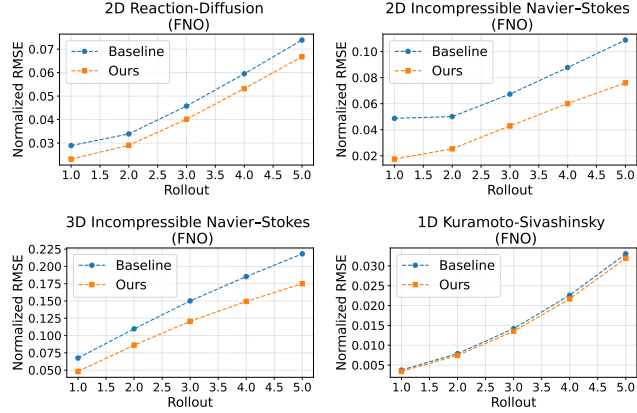 2D Reaction-Diffusion
(FNO)
Normalized RMSE
0.07
0.06
0.05
0.04
0.03
Baseline
Ours
1.0 1.5 2.0 2.5 3.0 3.5 4.0 4.5 5.0
Rollout
2D Incompressible Navier–Stokes
(FNO)
Normalized RMSE
0.10
0.08
0.06
0.04
0.02
Baseline
Ours
1.0 1.5 2.0 2.5 3.0 3.5 4.0 4.5 5.0
Rollout
3D Incompressible Navier–Stokes
(FNO)
Normalized RMSE
0.225
0.200
0.175
0.150
0.125
0.100
0.075
0.050
Baseline
Ours
1.0 1.5 2.0 2.5 3.0 3.5 4.0 4.5 5.0
Rollout
1D Kuramoto-Sivashinsky
(FNO)
Normalized RMSE
0.030
0.025
0.020
0.015
0.010
0.005
Baseline
Ours
1.0 1.5 2.0 2.5 3.0 3.5 4.0 4.5 5.0
Rollout